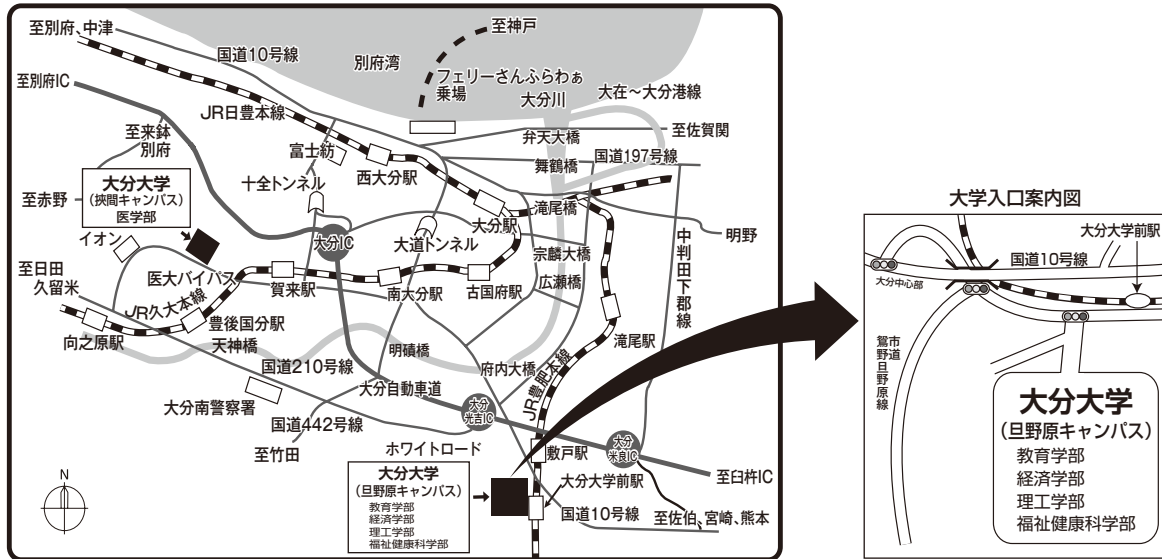 至別府、中津
国道10号線
至神戸
別府湾
フェリーさんふらわぁ
乗場
大分川
大在~大分港線
至別府IC
JR日豊本線
至来鉢
別府
富士紡
弁天大橋
至佐賀関
舞鶴橋
国道197号線
西大分駅
大分大学
(挾間キャンパス)
医学部
至赤野
十全トンネル
大分駅
滝尾橋
明野
イオン
大分IC
大道トンネル
宗麟大橋
中判田下郡線
至日田
久留米
医大バイパス
賀来駅
南大分駅
古国府駅
広瀬橋
JR久大本線
豊後国分駅
向之原駅
天神橋
明磧橋
滝尾駅
国道210号線
府内大橋
大分自動車道
JR豊肥本線
大分南警察署
国道442号線
大分
光吉IC
至竹田
ホワイトロード
敷戸駅
大分
米良IC
至臼杵IC
大分大学
(旦野原キャンパス)
教育学部
経済学部
理工学部
福祉健康科学部
大分大学前駅
国道10号線
至佐伯、宮崎、熊本
N
大学入口案内図
大分大学前駅
国道10号線
大分中心部
市道
鴛野旦野原線
大分大学
(旦野原キャンパス)
教育学部
経済学部
理工学部
福祉健康科学部